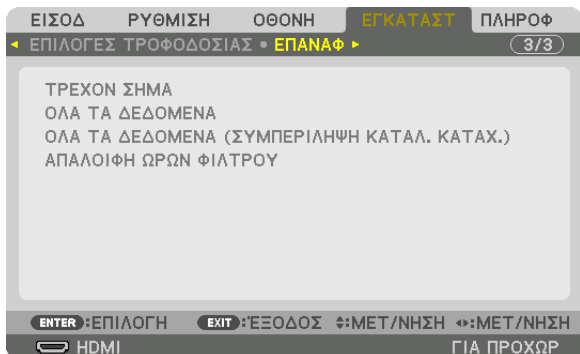 ΕΙΣΟΔ ΡΥΘΜΙΣΗ ΟΘΟΝΗ ΕΓΚΑΤΑΣΤ ΠΛΗΡΟΦ
ΕΠΙΛΟΓΕΣ ΤΡΟΦΟΔΟΣΙΑΣ • ΕΠΑΝΑΦ 3/3
ΤΡΕΧΟΝ ΣΗΜΑ
ΟΛΑ ΤΑ ΔΕΔΟΜΕΝΑ
ΟΛΑ ΤΑ ΔΕΔΟΜΕΝΑ (ΣΥΜΠΕΡΙΛΗΨΗ ΚΑΤΑΛ. ΚΑΤΑΧ.)
ΑΠΑΛΟΙΦΗ ΩΡΩΝ ΦΙΛΤΡΟΥ
ENTER :ΕΠΙΛΟΓΗ EXIT :ΈΞΟΔΟΣ :ΜΕΤ/ΝΗΣΗ :ΜΕΤ/ΝΗΣΗ
HDMI ΓΙΑ ΠΡΟΧΩΡ